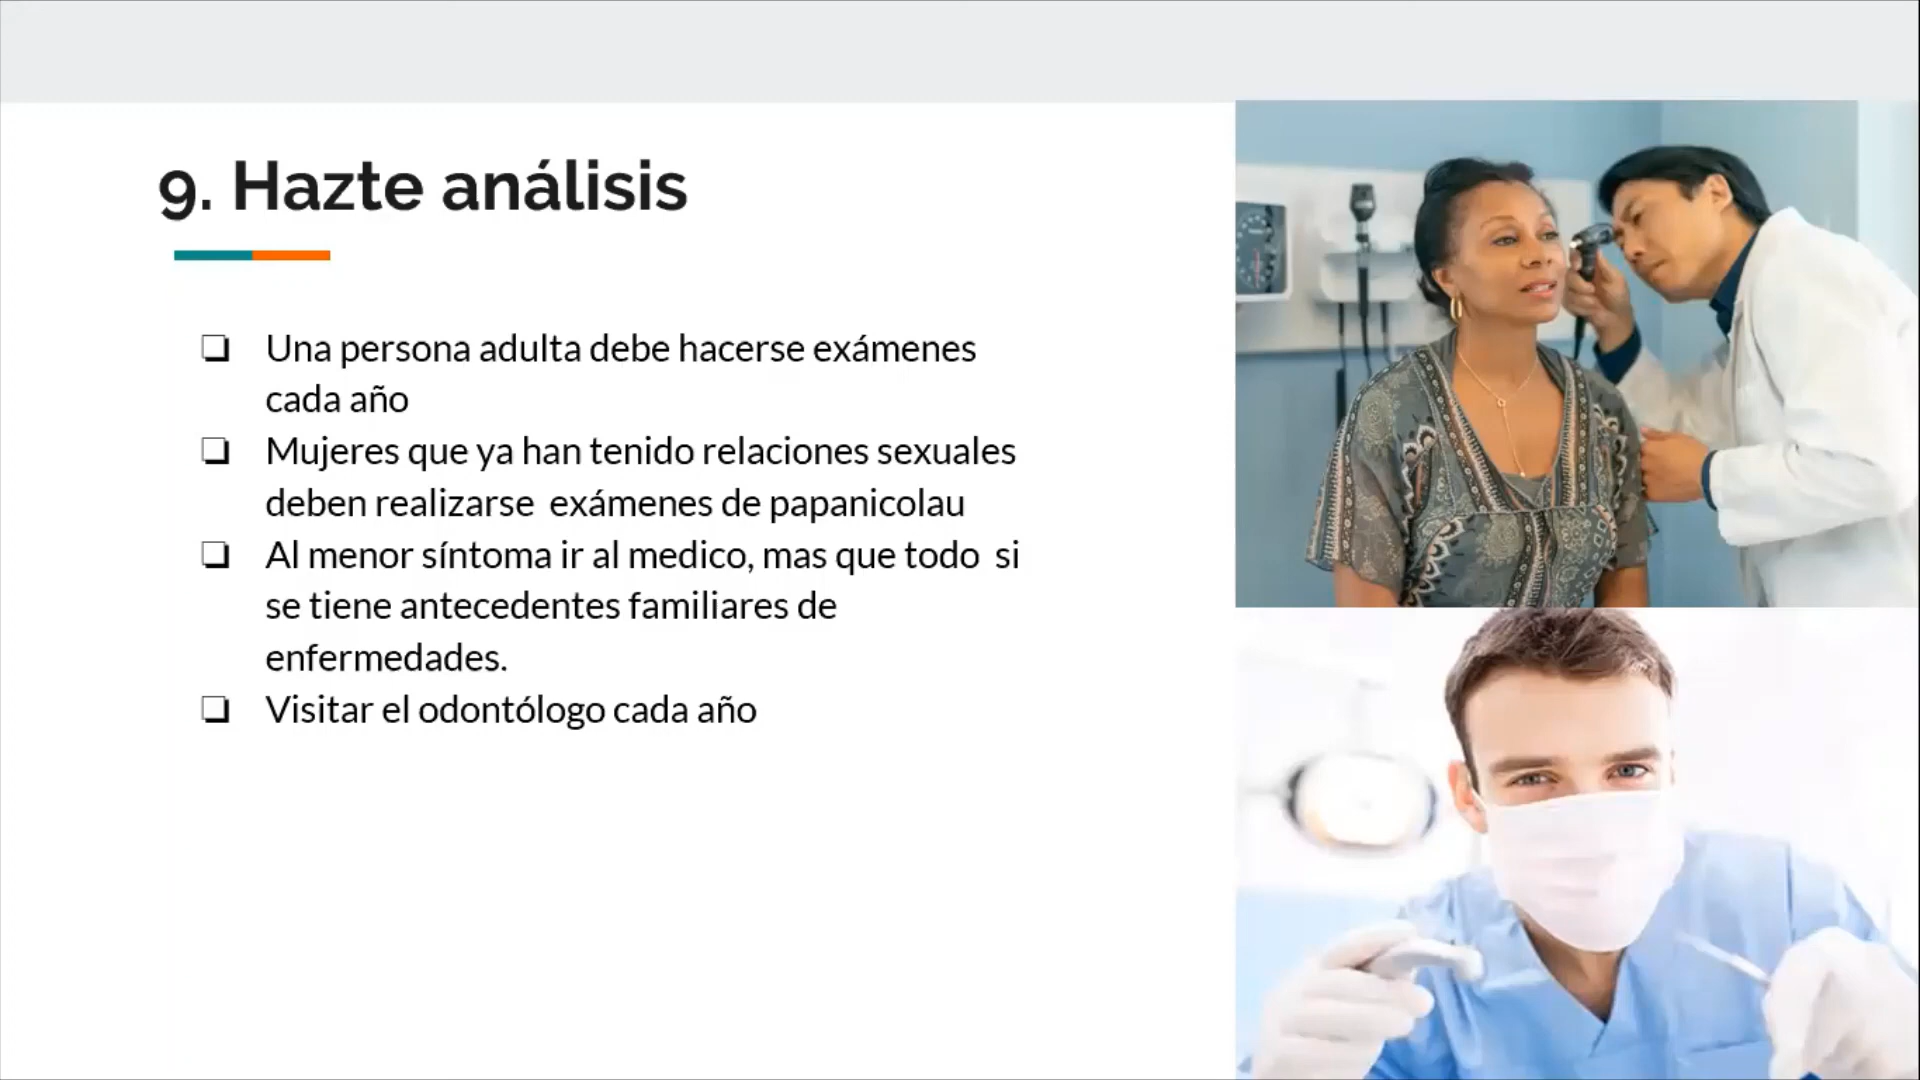 9. Hazte análisis
❏ Una persona adulta debe hacerse exámenes
cada año
❏ Mujeres que ya han tenido relaciones sexuales
deben realizarse  exámenes de papanicolau
❏ Al menor síntoma ir al medico, mas que todo  si
se tiene antecedentes familiares de
enfermedades.
❏ Visitar el odontólogo cada año